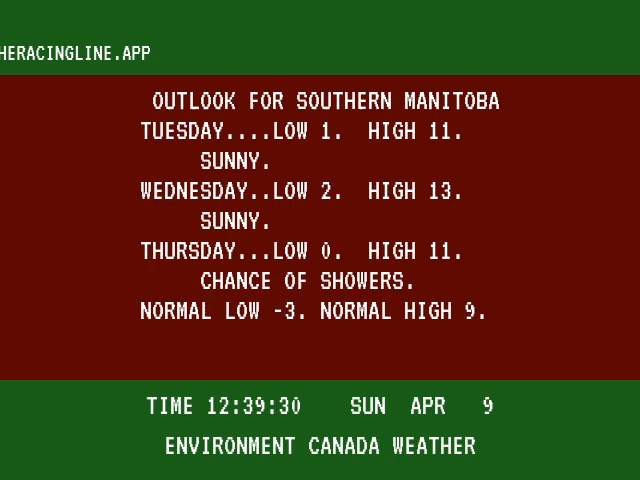 HERACINGLINE.APP
OUTLOOK FOR SOUTHERN MANITOBA
TUESDAY....LOW 1.  HIGH 11.
SUNNY.
WEDNESDAY..LOW 2.  HIGH 13.
SUNNY.
THURSDAY...LOW 0.  HIGH 11.
CHANCE OF SHOWERS.
NORMAL LOW -3. NORMAL HIGH 9.
TIME 12:39:30    SUN  APR   9
ENVIRONMENT CANADA WEATHER